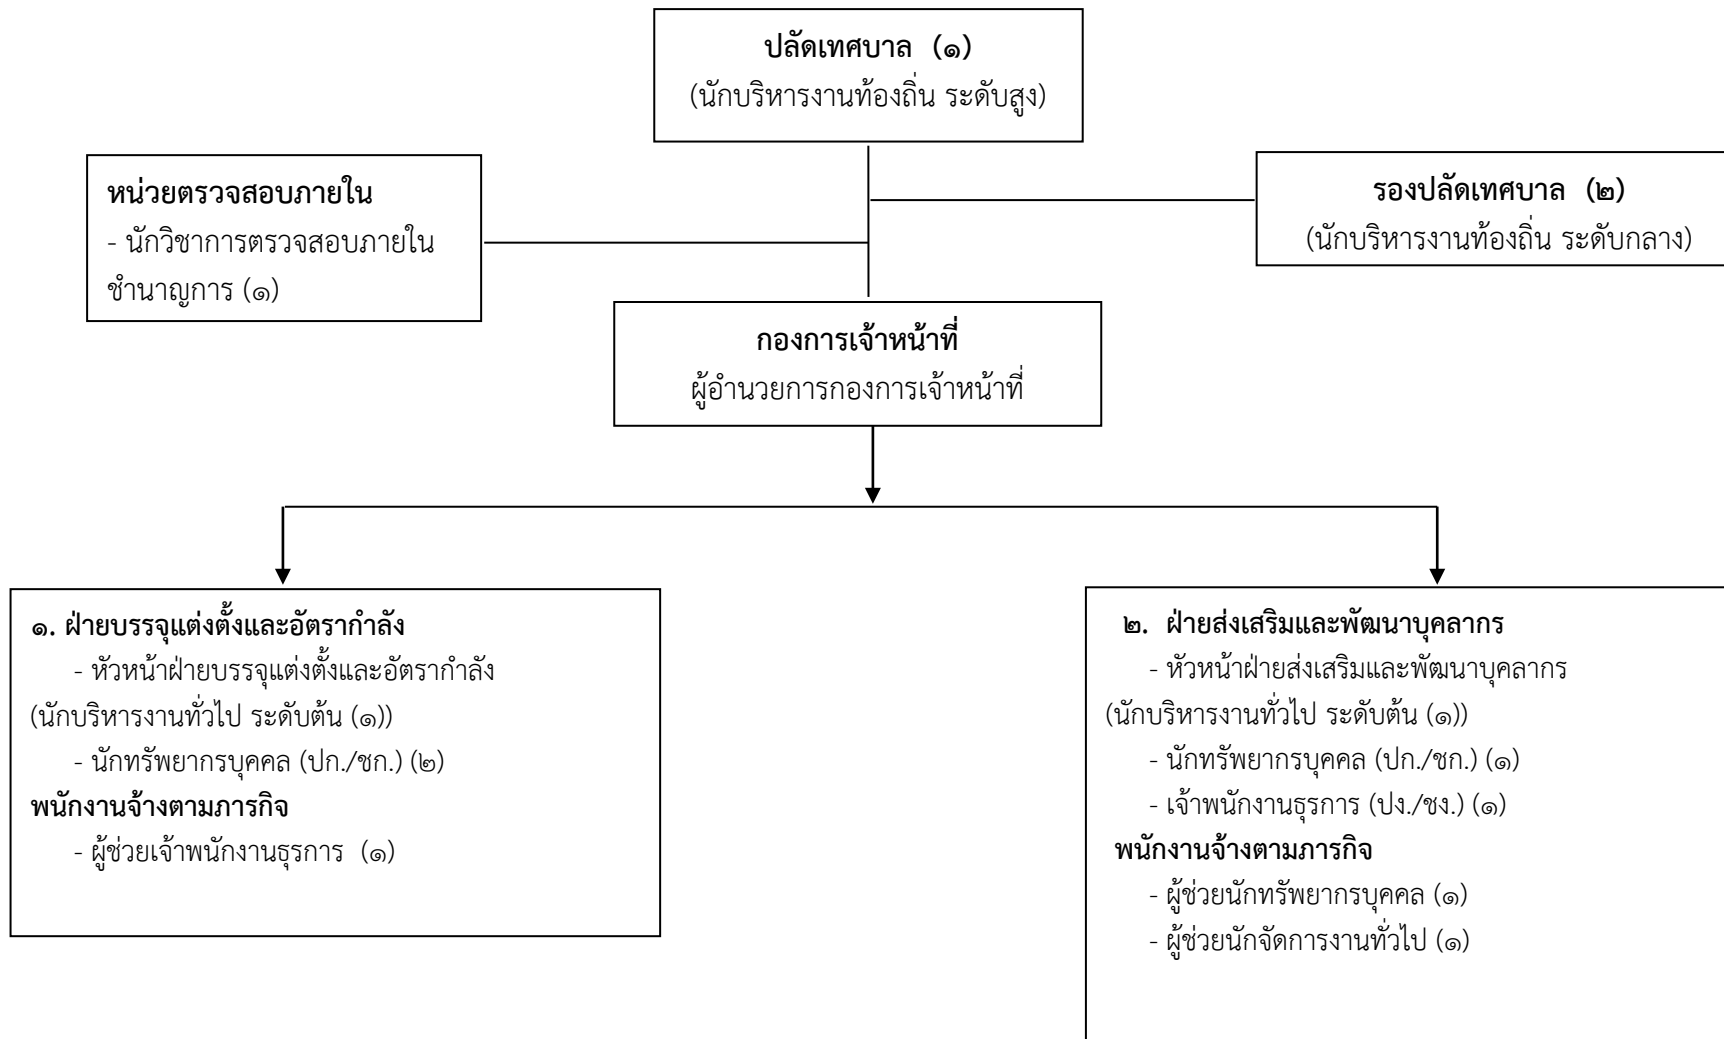 ปลัดเทศบาล (๑)
(นักบริหารงานท้องถิ่น ระดับสูง)
หน่วยตรวจสอบภายใน
- นักวิชาการตรวจสอบภายใน
ชำนาญการ (๑)
รองปลัดเทศบาล (๒)
(นักบริหารงานท้องถิ่น ระดับกลาง)
กองการเจ้าหน้าที่
ผู้อำนวยการกองการเจ้าหน้าที่
๑. ฝ่ายบรรจุแต่งตั้งและอัตรากำลัง
- หัวหน้าฝ่ายบรรจุแต่งตั้งและอัตรากำลัง
(นักบริหารงานทั่วไป ระดับต้น (๑))
- นักทรัพยากรบุคคล (ปก./ชก.) (๒)
พนักงานจ้างตามภารกิจ
- ผู้ช่วยเจ้าพนักงานธุรการ (๑)
๒. ฝ่ายส่งเสริมและพัฒนาบุคลากร
- หัวหน้าฝ่ายส่งเสริมและพัฒนาบุคลากร
(นักบริหารงานทั่วไป ระดับต้น (๑))
- นักทรัพยากรบุคคล (ปก./ชก.) (๑)
- เจ้าพนักงานธุรการ (ปง./ชง.) (๑)
พนักงานจ้างตามภารกิจ
- ผู้ช่วยนักทรัพยากรบุคคล (๑)
- ผู้ช่วยนักจัดการงานทั่วไป (๑)